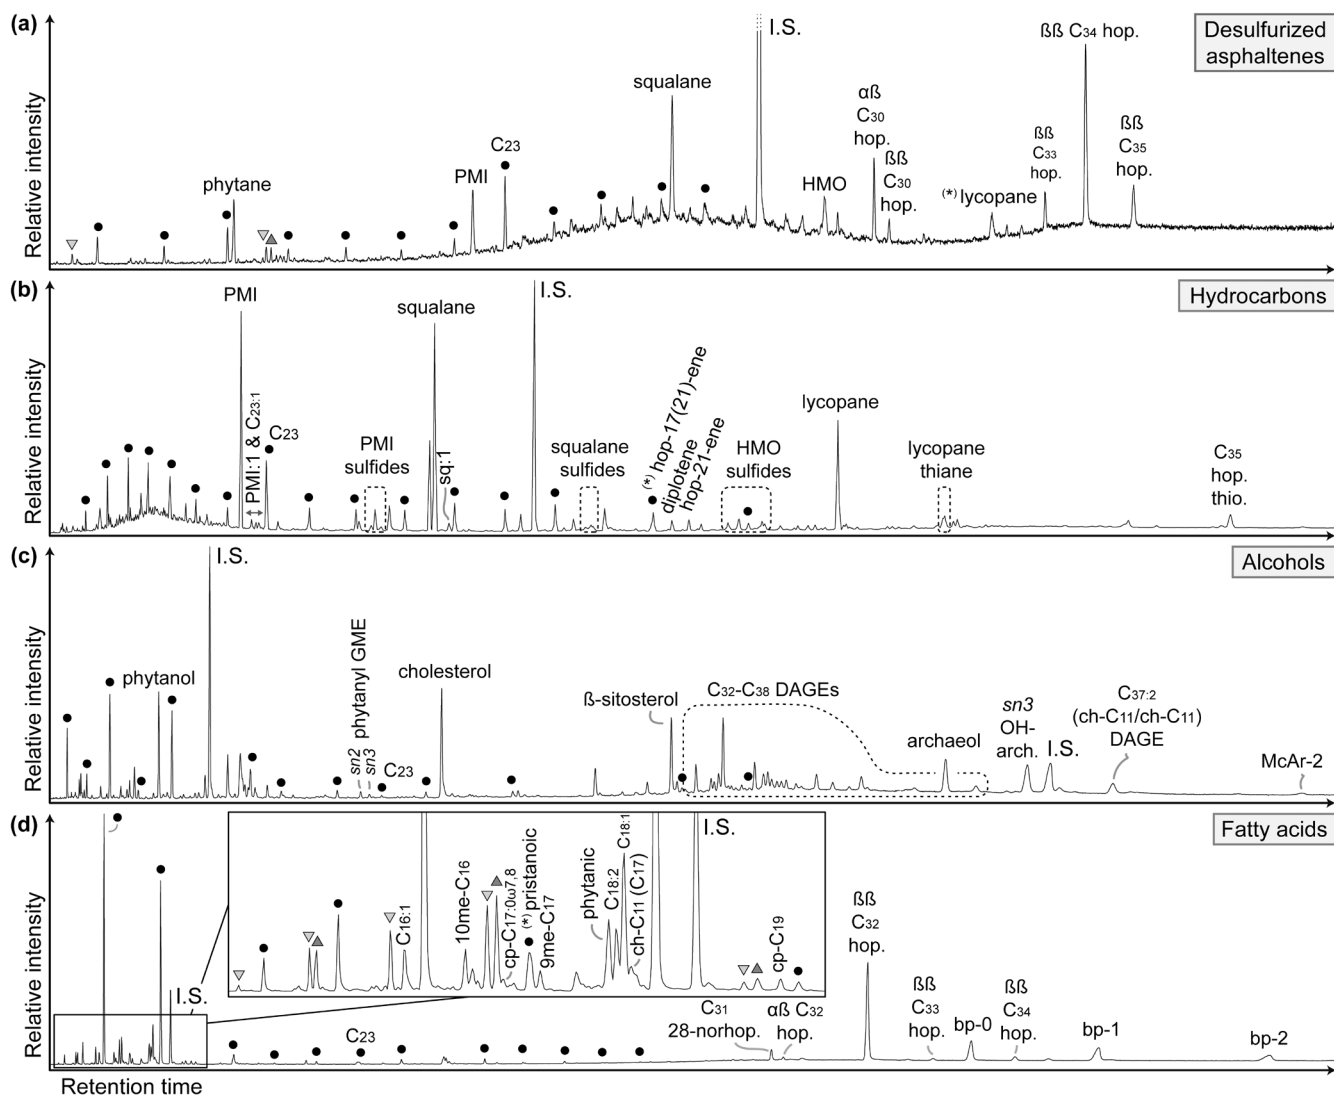 (a)
Relative intensity
phytane
PMI
C23
squalane
I.S.
HMO
αß
C30
hop.
ßß
C30
hop.
(*) lycopane
ßß
C33
hop.
ßß C34 hop.
ßß
C35
hop.
Desulfurized
asphaltenes
(b)
Relative intensity
PMI
PMI:1 & C23:1
C23
PMI
sulfides
squalane
sq:1
I.S.
squalane
sulfides
(*) hop-17(21)-ene
diplotene
hop-21-ene
HMO
sulfides
lycopane
lycopane
thiane
C35
hop.
thio.
Hydrocarbons
(c)
Relative intensity
phytanol
I.S.
sn2
sn3
phytanyl GME
C23
cholesterol
ß-sitosterol
C32-C38 DAGEs
archaeol
sn3
OH-
arch.
I.S.
C37:2
(ch-C11/ch-C11)
DAGE
McAr-2
Alcohols
(d)
Relative intensity
I.S.
C16:1
10me-C16
cp-C17:0ω7,8
(*) pristanoic
9me-C17
phytanic
C18:2
C18:1
ch-C11 (C17)
I.S.
cp-C19
C23
C31
28-norhop.
αß C32
hop.
ßß
C32
hop.
ßß
C33
hop.
bp-0
ßß
C34
hop.
bp-1
bp-2
Fatty acids
Retention time